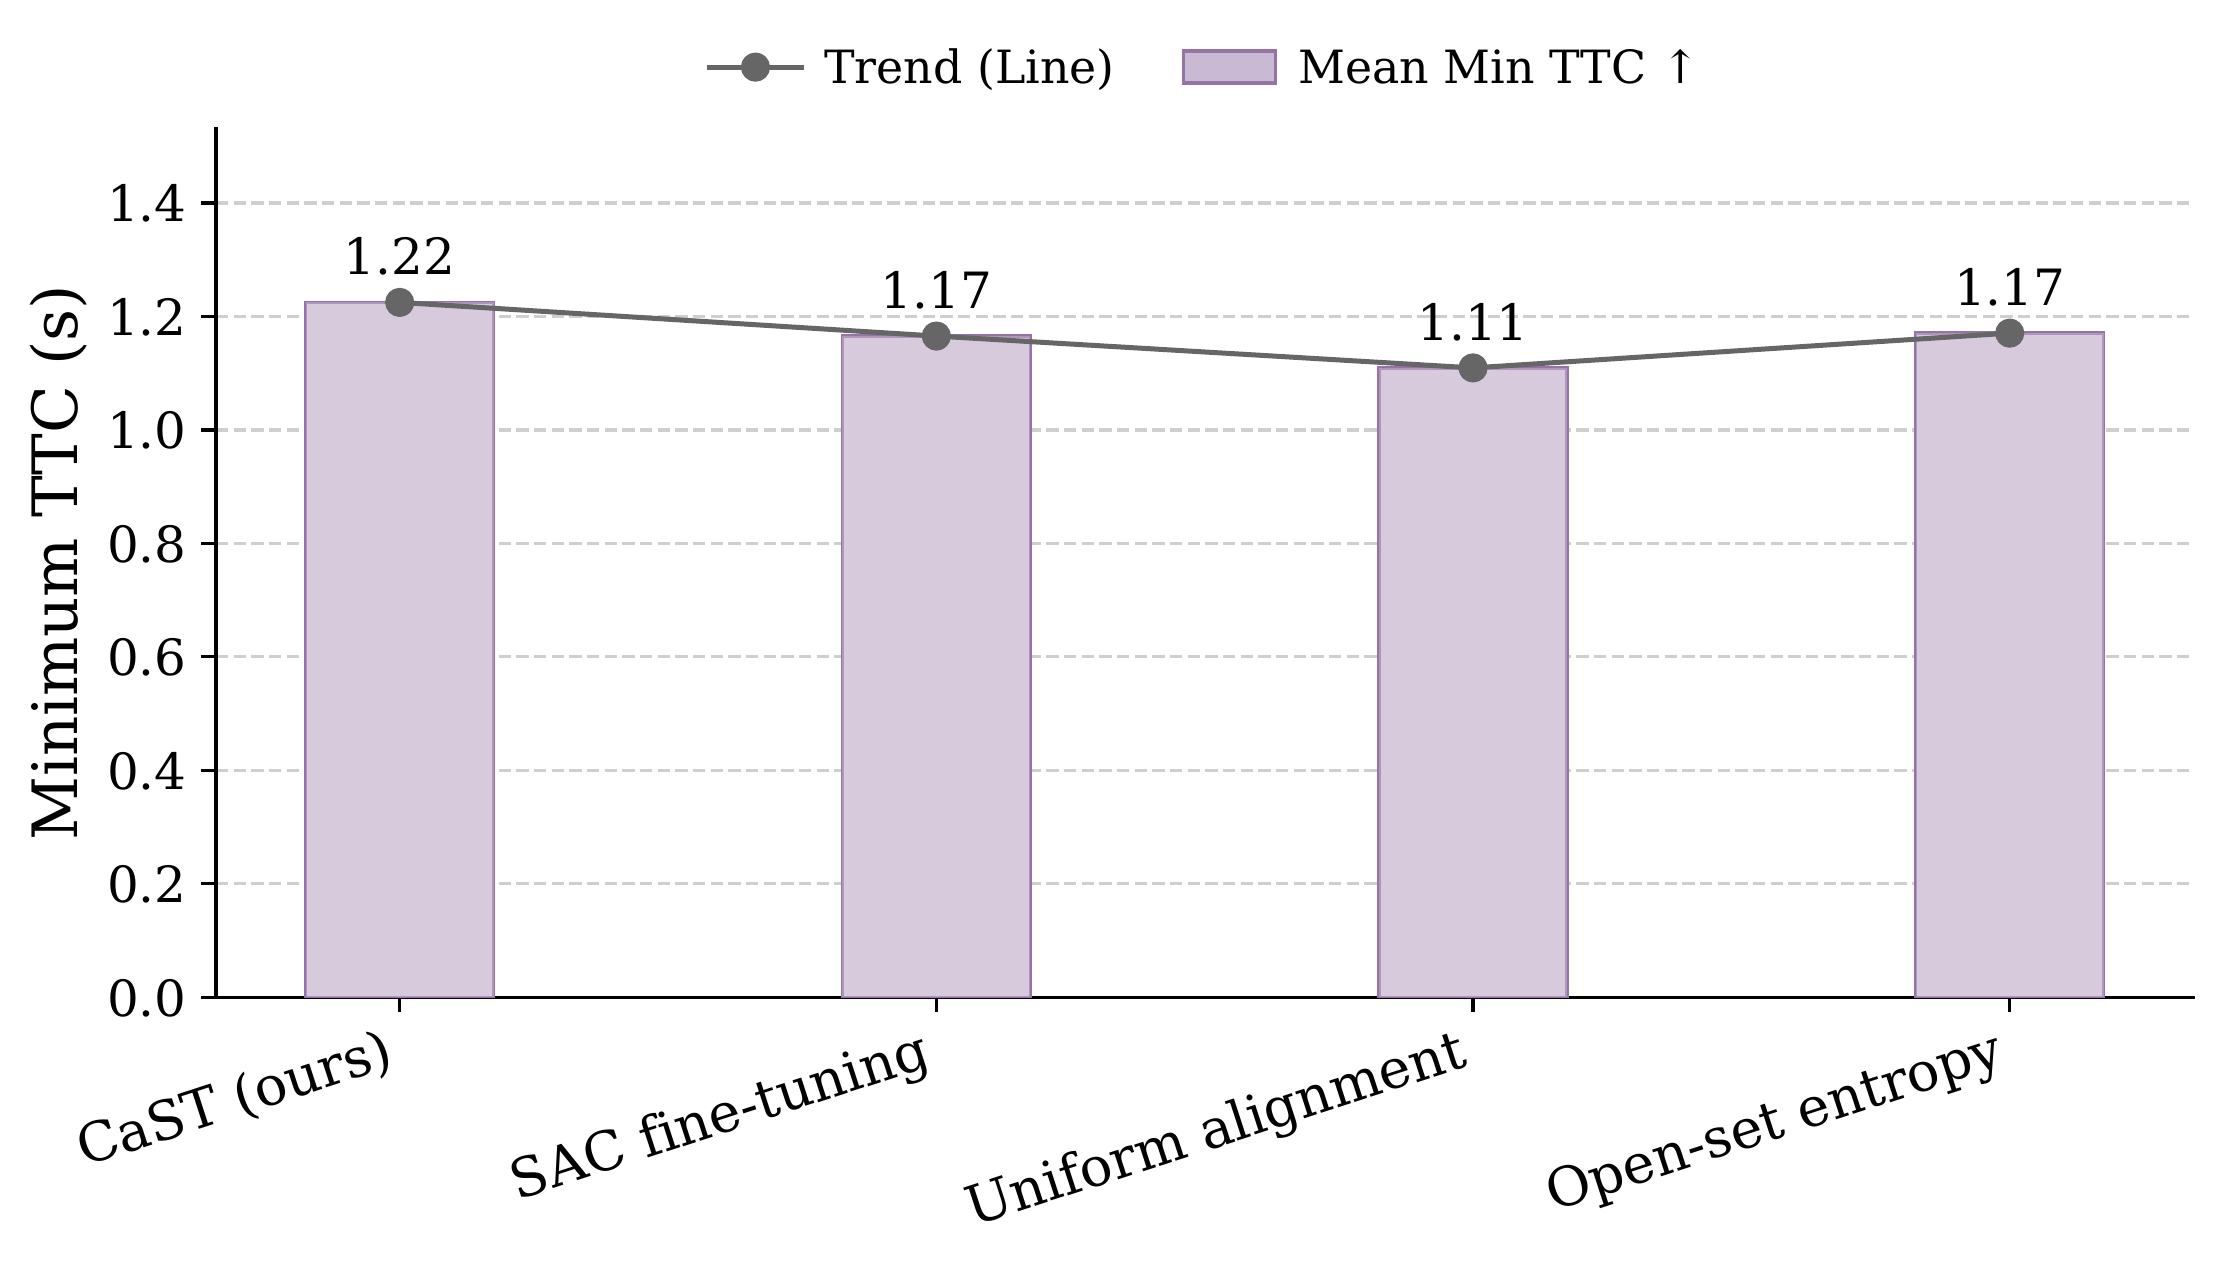 Trend (Line) Mean Min TTC ↑
Minimum TTC (s)
1.4
1.2
1.0
0.8
0.6
0.4
0.2
0.0
1.22
1.17
1.11
1.17
CaST (ours)
SAC fine-tuning
Uniform alignment
Open-set entropy